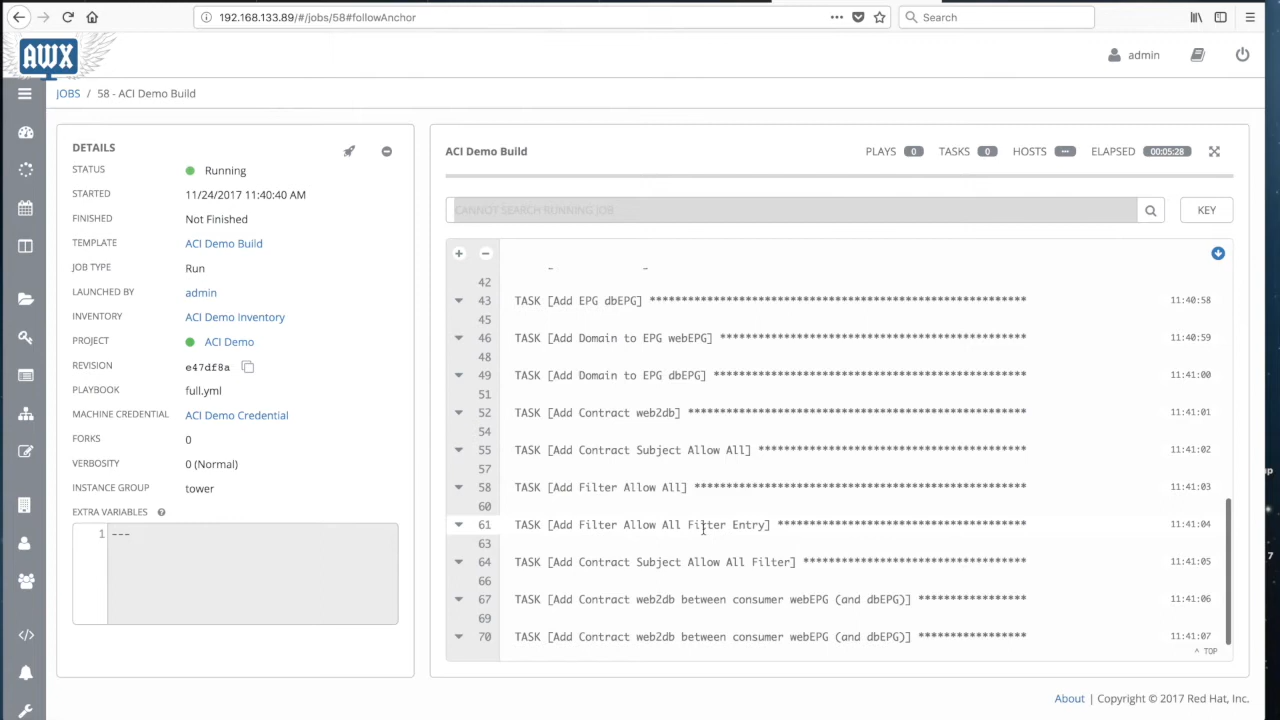 192.168.133.89/#/jobs/58#followAnchor
Search
AWX
admin
JOBS / 58 - ACI Demo Build
DETAILS
STATUS Running
STARTED 11/24/2017 11:40:40 AM
FINISHED Not Finished
TEMPLATE ACI Demo Build
JOB TYPE Run
LAUNCHED BY admin
INVENTORY ACI Demo Inventory
PROJECT ACI Demo
REVISION e47df8a
PLAYBOOK full.yml
MACHINE CREDENTIAL ACI Demo Credential
FORKS 0
VERBOSITY 0 (Normal)
INSTANCE GROUP tower
EXTRA VARIABLES
1 ---
ACI Demo Build PLAYS 0 TASKS 0 HOSTS ... ELAPSED 00:05:28
CANNOT SEARCH RUNNING JOB
KEY
42
43 TASK [Add EPG dbEPG] *********************************************************** 11:40:58
45
46 TASK [Add Domain to EPG webEPG] ************************************************ 11:40:59
48
49 TASK [Add Domain to EPG dbEPG] ************************************************* 11:41:00
51
52 TASK [Add Contract web2db] ***************************************************** 11:41:01
54
55 TASK [Add Contract Subject Allow All] ****************************************** 11:41:02
57
58 TASK [Add Filter Allow All] **************************************************** 11:41:03
60
61 TASK [Add Filter Allow All Filter Entry] *************************************** 11:41:04
63
64 TASK [Add Contract Subject Allow All Filter] *********************************** 11:41:05
66
67 TASK [Add Contract web2db between consumer webEPG (and dbEPG)] ***************** 11:41:06
69
70 TASK [Add Contract web2db between consumer webEPG (and dbEPG)] ***************** 11:41:07
^ TOP
About | Copyright © 2017 Red Hat, Inc.